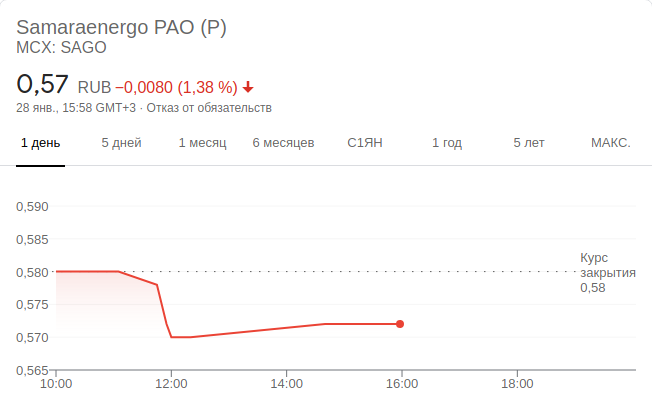 Samaraenergo PAO (P)
MCX: SAGO
0,57 RUB −0,0080 (1,38 %)
28 янв., 15:58 GMT+3 · Отказ от обязательств
1 день 5 дней 1 месяц 6 месяцев С1ЯН 1 год 5 лет МАКС.
0,590
0,585
0,580
0,575
0,570
0,565
Курс
закрытия
0,58
10:00 12:00 14:00 16:00 18:00